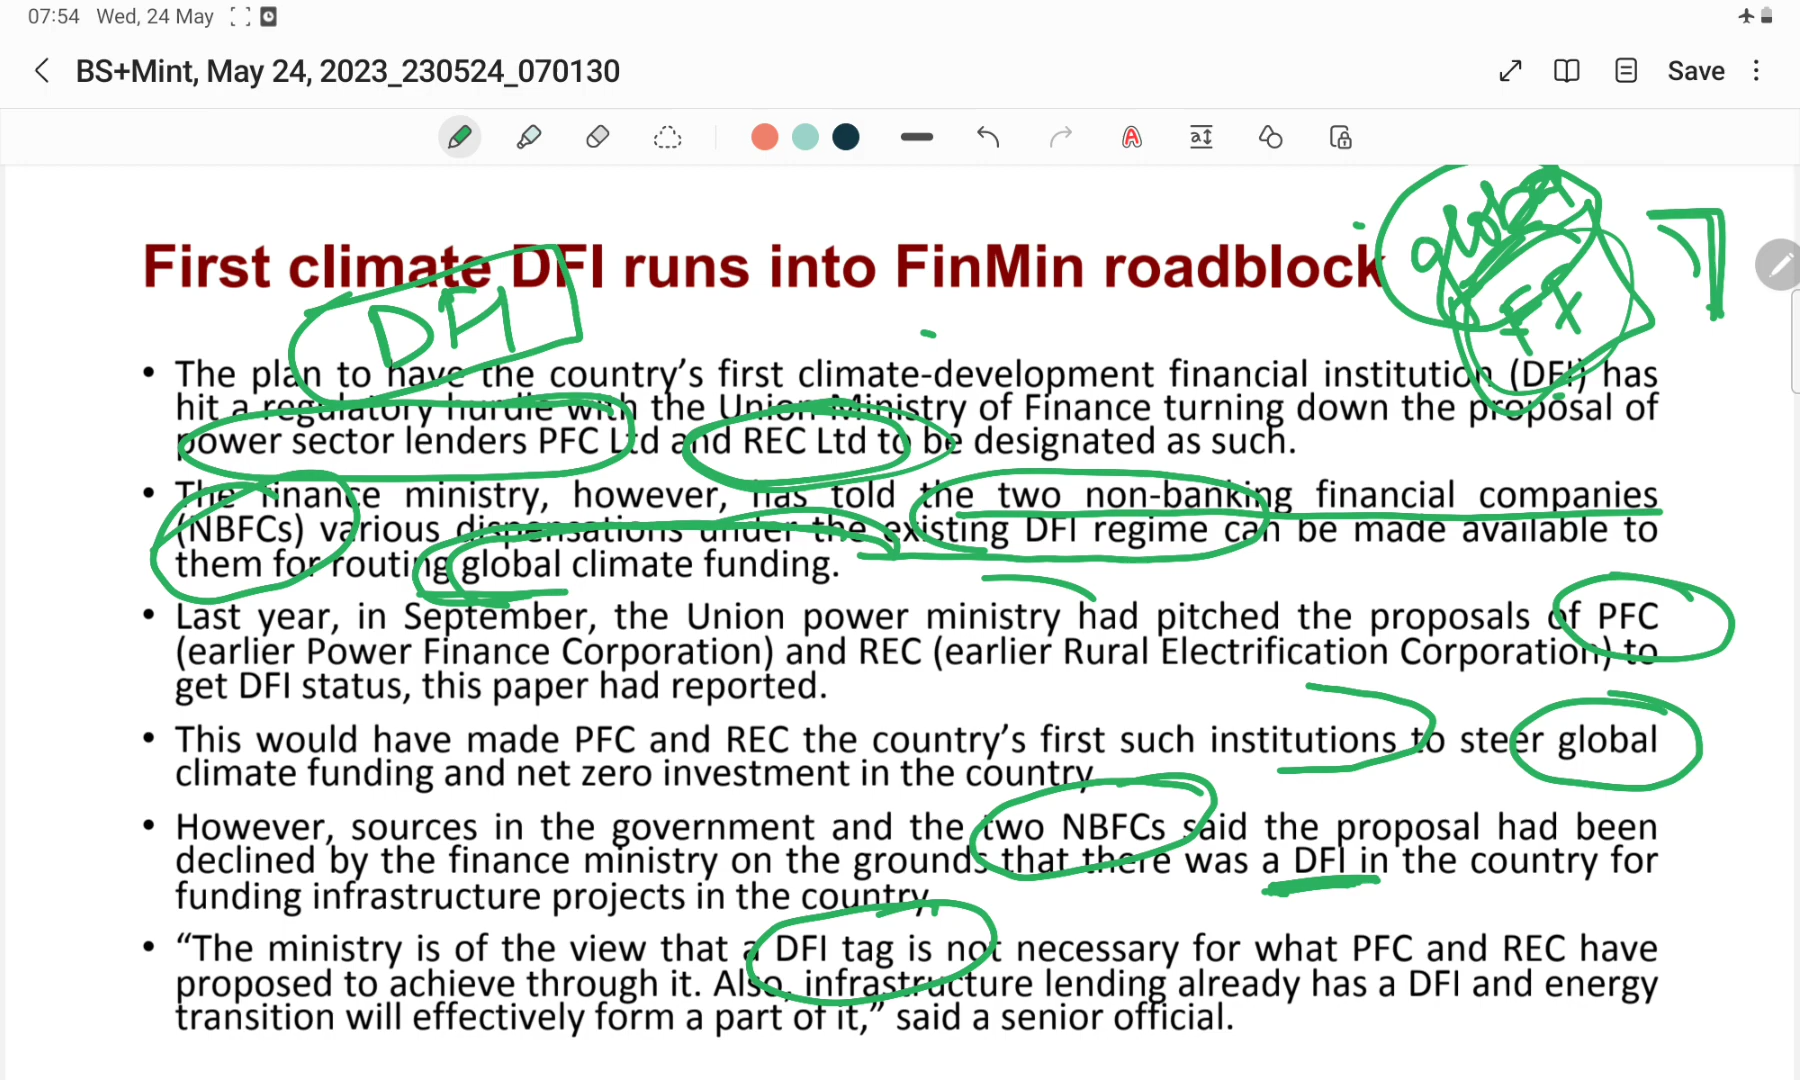 07:54 Wed, 24 May
BS+Mint, May 24, 2023_230524_070130
Save
A
a
global
First climate DFI runs into FinMin roadblock
DFI
FX
• The plan to have the country’s first climate-development financial institution (DFI) has
hit a regulatory hurdle with the Union Ministry of Finance turning down the proposal of
power sector lenders PFC Ltd and REC Ltd to be designated as such.
• The finance ministry, however, has told the two non-banking financial companies
(NBFCs) various dispensations under the existing DFI regime can be made available to
them for routing global climate funding.
• Last year, in September, the Union power ministry had pitched the proposals of PFC
(earlier Power Finance Corporation) and REC (earlier Rural Electrification Corporation) to
get DFI status, this paper had reported.
• This would have made PFC and REC the country’s first such institutions to steer global
climate funding and net zero investment in the country.
• However, sources in the government and the two NBFCs said the proposal had been
declined by the finance ministry on the grounds that there was a DFI in the country for
funding infrastructure projects in the country.
• “The ministry is of the view that a DFI tag is not necessary for what PFC and REC have
proposed to achieve through it. Also, infrastructure lending already has a DFI and energy
transition will effectively form a part of it,” said a senior official.